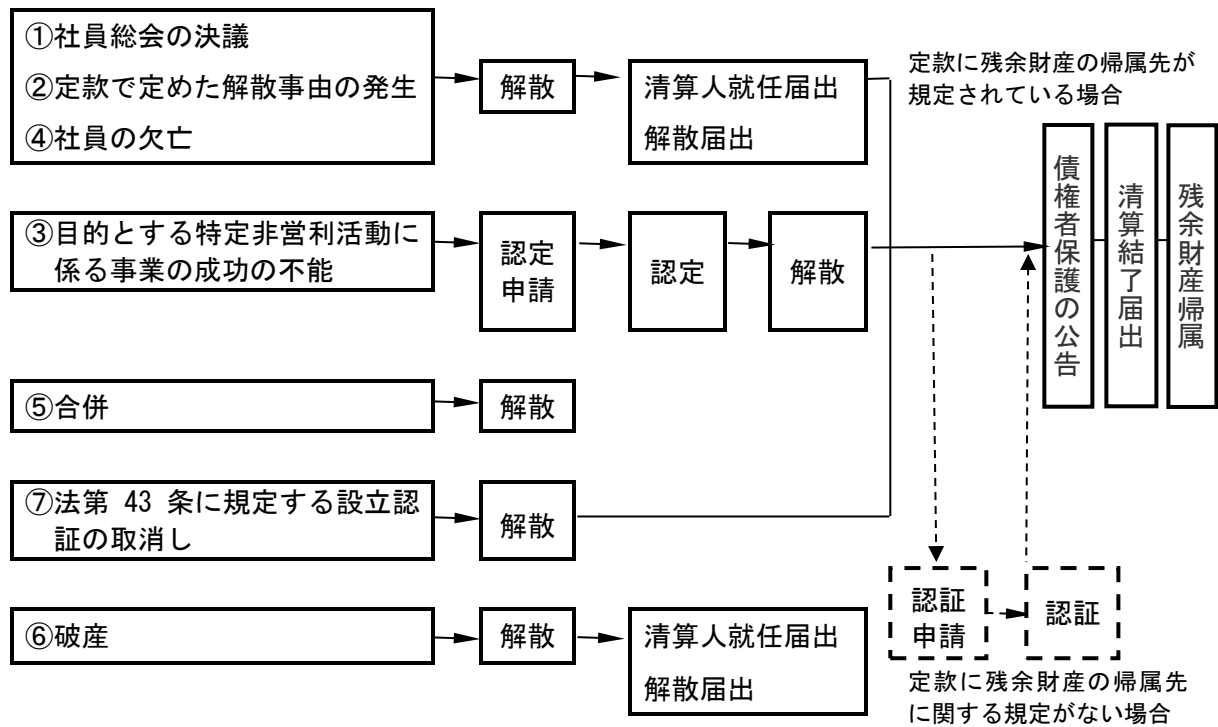 ①社員総会の決議
②定款で定めた解散事由の発生
④社員の欠亡
解散
清算人就任届出
解散届出
定款に残余財産の帰属先が
規定されている場合
③目的とする特定非営利活動に
係る事業の成功の不能
認定
申請
認定
解散
債権者保護の公告
清算結了届出
残余財産帰属
⑤合併
解散
⑦法第 43 条に規定する設立認
証の取消し
解散
認証
申請
認証
定款に残余財産の帰属先
に関する規定がない場合
⑥破産
解散
清算人就任届出
解散届出